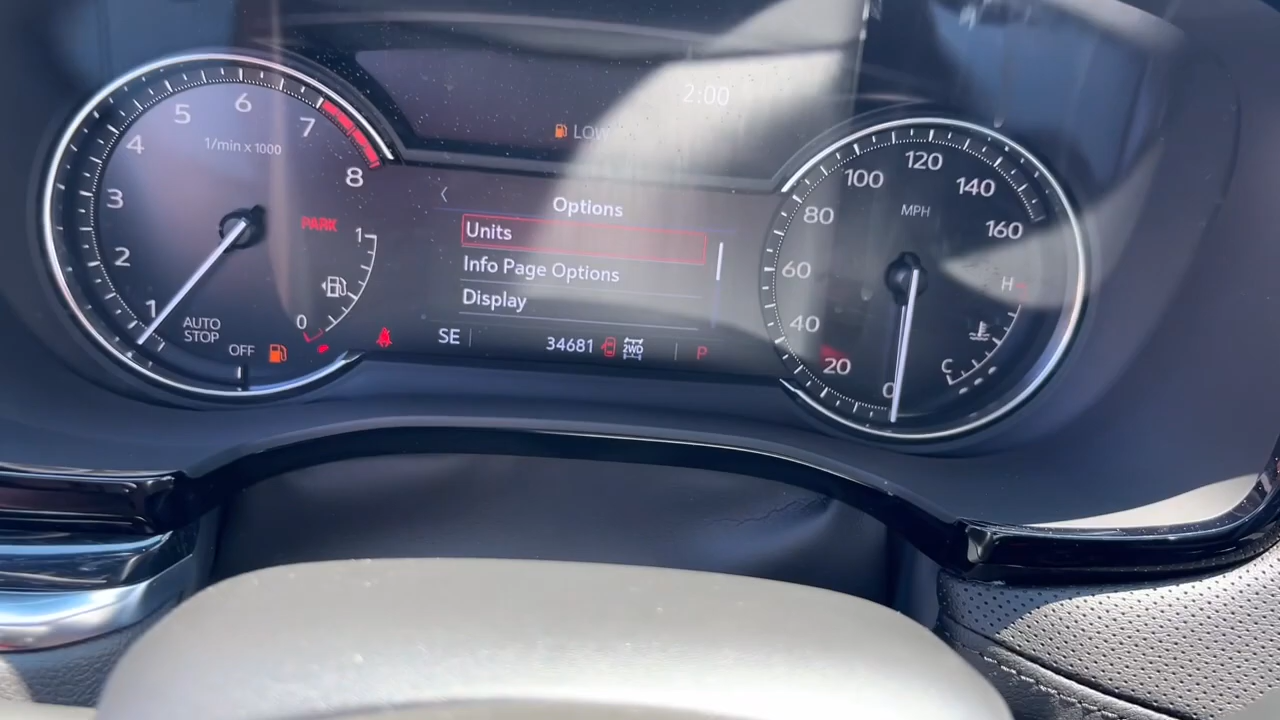 2:00
LOW
Options
Units
Info Page Options
Display
SE
34681
2WD
P
1
2
3
4
5
6
7
8
1/min x 1000
PARK
1
0
AUTO
STOP
OFF
0
20
40
60
80
100
120
140
160
MPH
H
C